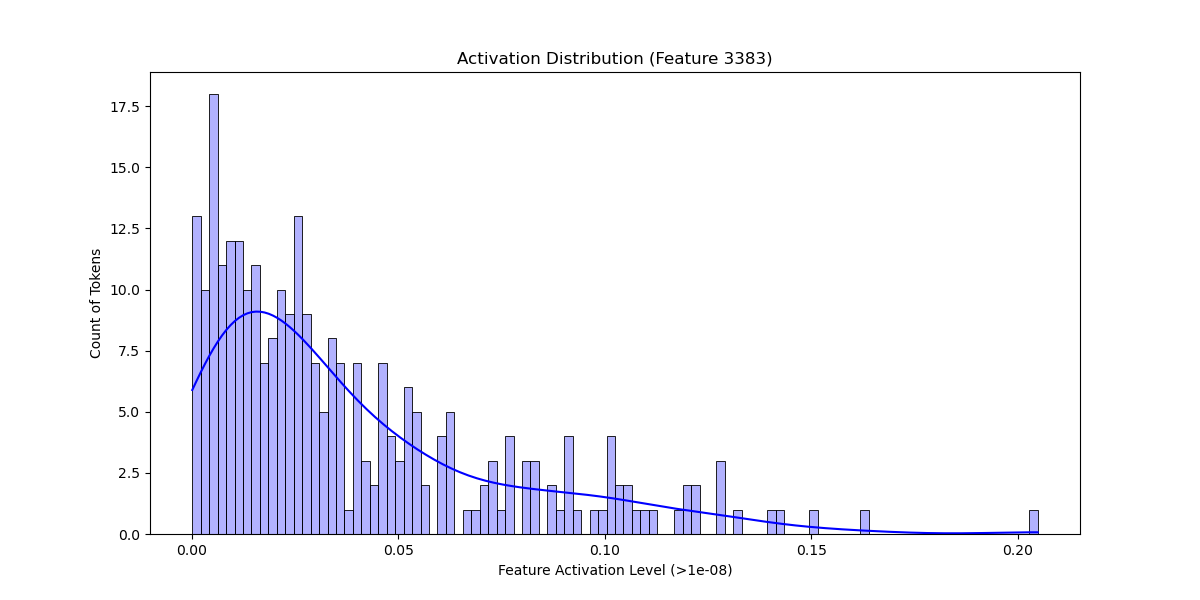 Activation Distribution (Feature 3383)
Count of Tokens
17.5
15.0
12.5
10.0
7.5
5.0
2.5
0.0
0.00 0.05 0.10 0.15 0.20
Feature Activation Level (>1e-08)